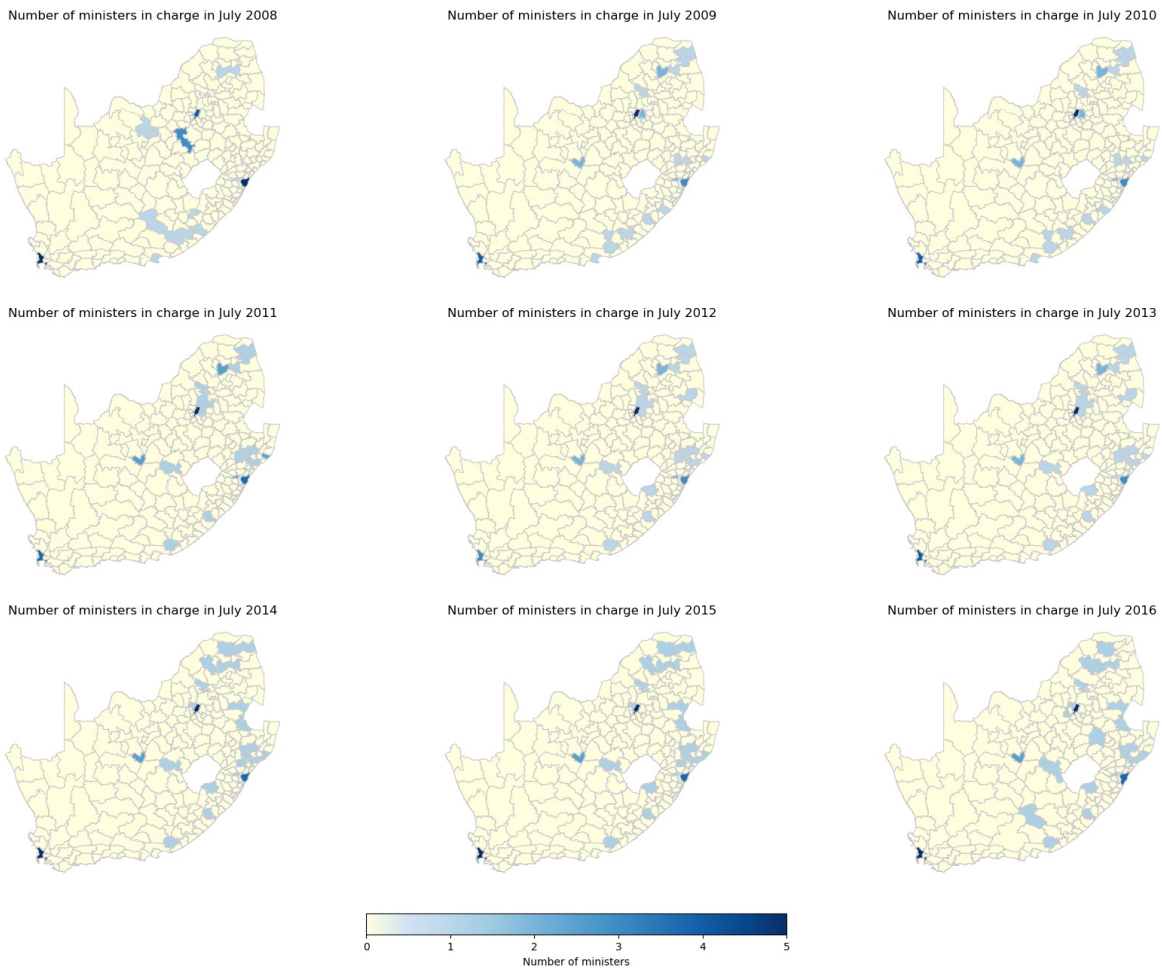 Number of ministers in charge in July 2008
Number of ministers in charge in July 2009
Number of ministers in charge in July 2010
Number of ministers in charge in July 2011
Number of ministers in charge in July 2012
Number of ministers in charge in July 2013
Number of ministers in charge in July 2014
Number of ministers in charge in July 2015
Number of ministers in charge in July 2016
0 1 2 3 4 5
Number of ministers